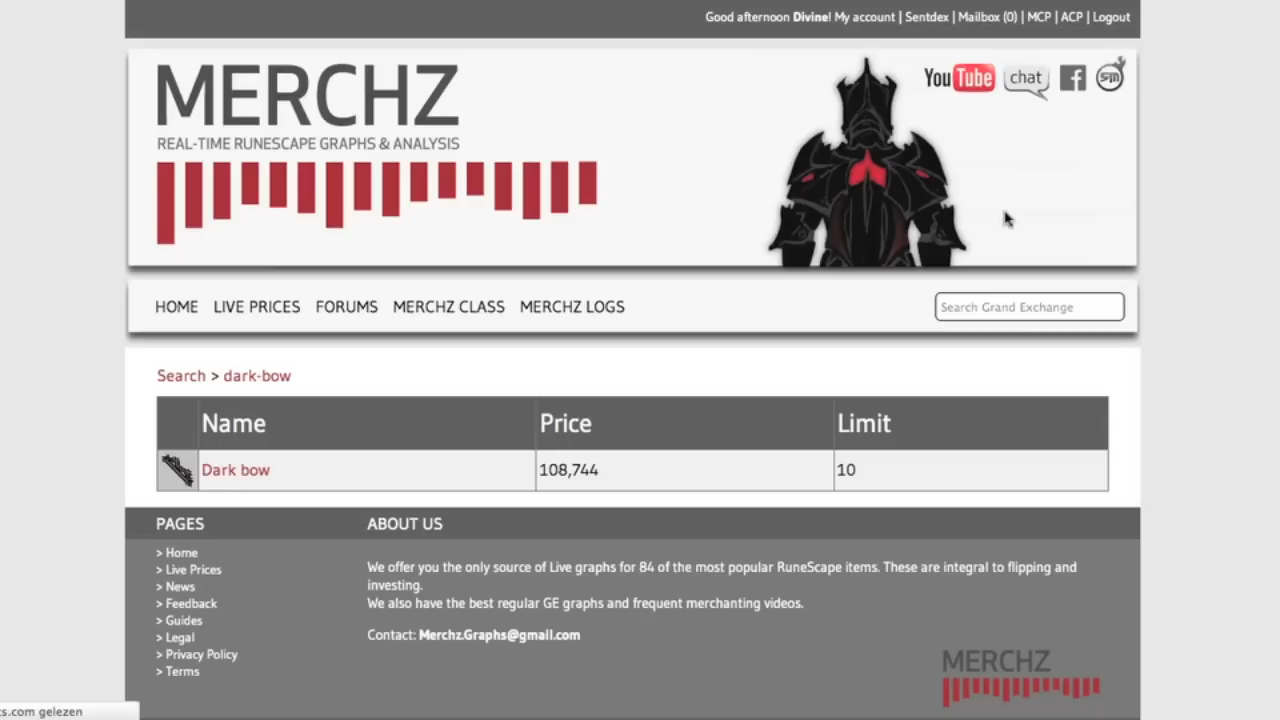 Good afternoon Divine! My account | Sentdex | Mailbox (0) | MCP | ACP | Logout
MERCHZ
REAL-TIME RUNESCAPE GRAPHS & ANALYSIS
YouTube chat
HOME LIVE PRICES FORUMS MERCHZ CLASS MERCHZ LOGS Search Grand Exchange
Search > dark-bow
Name Price Limit
Dark bow 108,744 10
PAGES
> Home
> Live Prices
> News
> Feedback
> Guides
> Legal
> Privacy Policy
> Terms
ABOUT US
We offer you the only source of Live graphs for 84 of the most popular RuneScape items. These are integral to flipping and
investing.
We also have the best regular GE graphs and frequent merchanting videos.
Contact: Merchz.Graphs@gmail.com
MERCHZ
ts.com gelezen